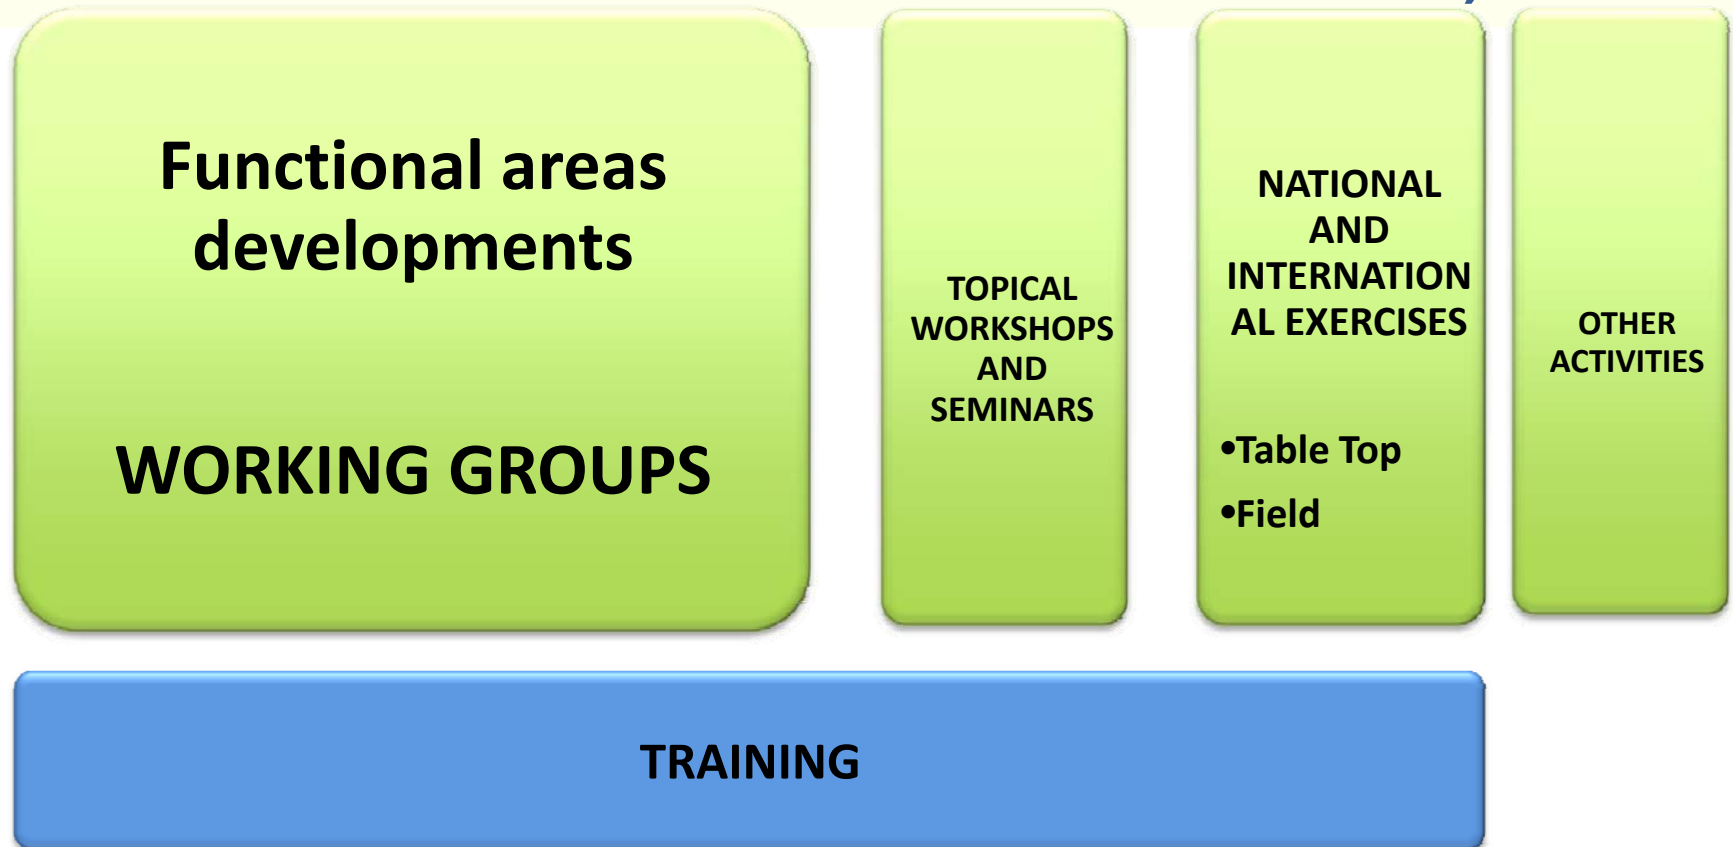 Functional areas
developments
WORKING GROUPS
TOPICAL
WORKSHOPS
AND
SEMINARS
NATIONAL
AND
INTERNATION
AL EXERCISES
•Table Top
•Field
OTHER
ACTIVITIES
TRAINING